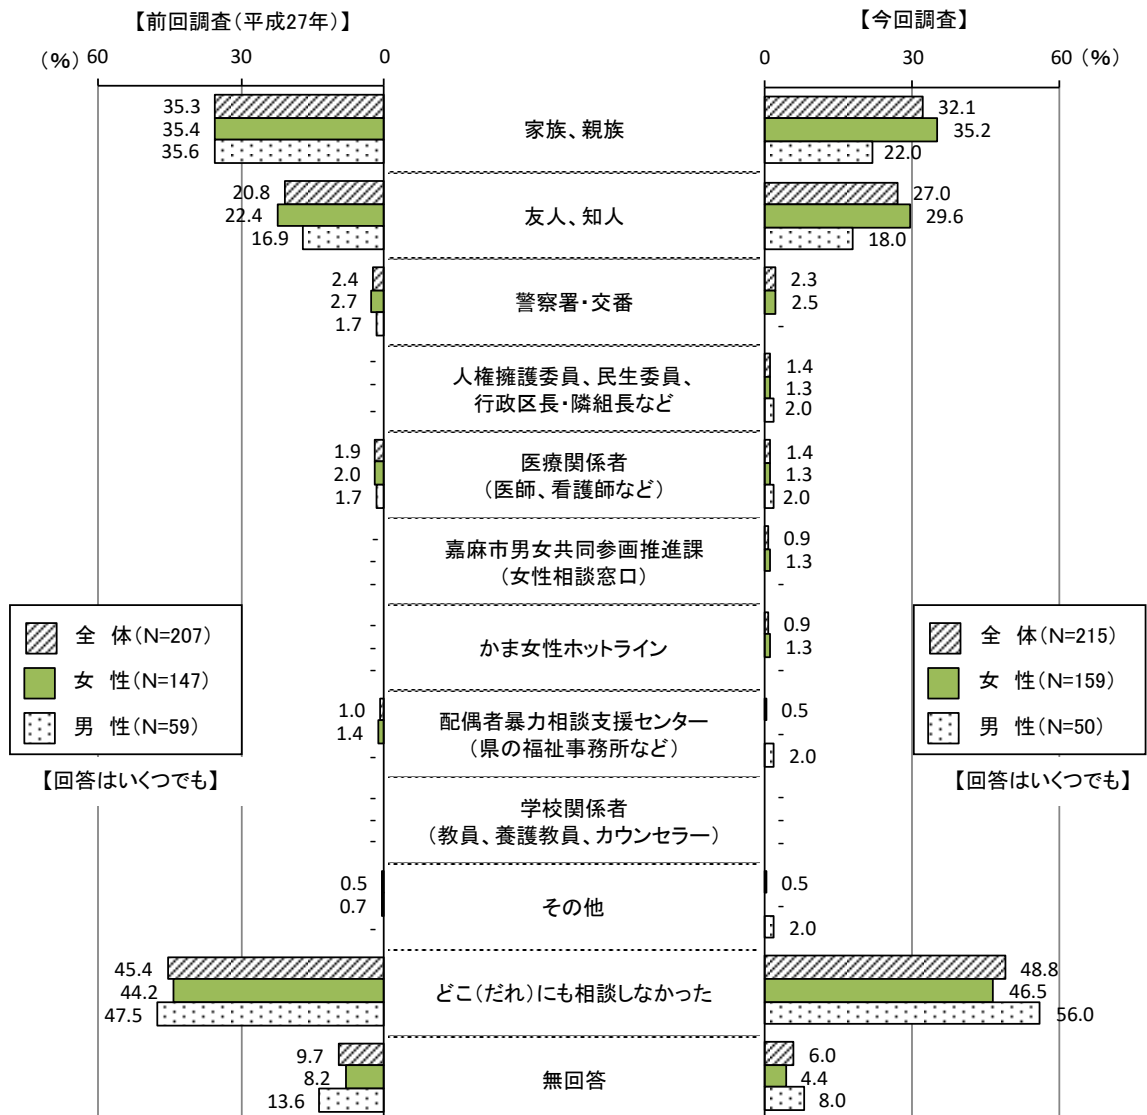 【前回調査(平成27年)】
【今回調査】
(%) 60 30 0
0 30 60 (%)
35.3
35.4
35.6
家族、親族
32.1
35.2
22.0
20.8
22.4
16.9
友人、知人
27.0
29.6
18.0
2.4
2.7
1.7
警察署・交番
2.3
2.5
-
-
-
-
人権擁護委員、民生委員、
行政区長・隣組長など
1.4
1.3
2.0
1.9
2.0
1.7
医療関係者
(医師、看護師など)
1.4
1.3
2.0
-
-
-
嘉麻市男女共同参画推進課
(女性相談窓口)
0.9
1.3
-
-
-
-
かま女性ホットライン
0.9
1.3
-
全 体(N=207)
女 性(N=147)
男 性(N=59)
全 体(N=215)
女 性(N=159)
男 性(N=50)
1.0
1.4
-
配偶者暴力相談支援センター
(県の福祉事務所など)
0.5
-
2.0
【回答はいくつでも】
【回答はいくつでも】
-
-
-
学校関係者
(教員、養護教員、カウンセラー)
-
-
-
0.5
0.7
-
その他
0.5
-
2.0
45.4
44.2
47.5
どこ(だれ)にも相談しなかった
48.8
46.5
56.0
9.7
8.2
13.6
無回答
6.0
4.4
8.0